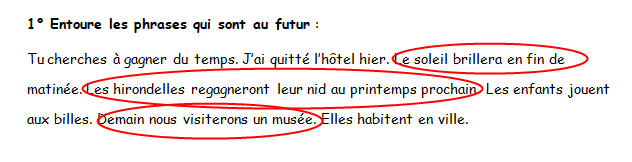 1° Entoure les phrases qui sont au futur :
Tu cherches à gagner du temps. J'ai quitté l'hôtel hier. Le soleil brillera en fin de
matinée. Les hirondelles regagneront leur nid au printemps prochain. Les enfants jouent
aux billes. Demain nous visiterons un musée. Elles habitent en ville.